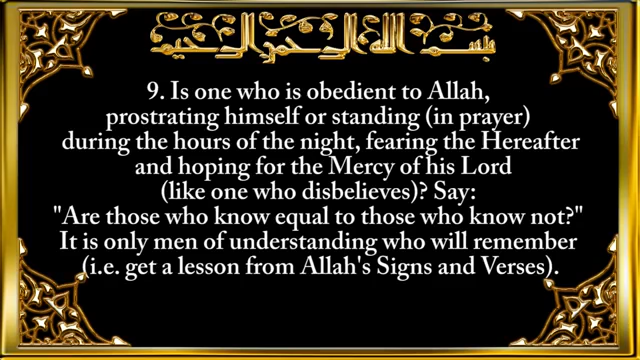 بسم الله الرحمن الرحيم
9. Is one who is obedient to Allah,
prostrating himself or standing (in prayer)
during the hours of the night, fearing the Hereafter
and hoping for the Mercy of his Lord
(like one who disbelieves)? Say:
"Are those who know equal to those who know not?"
It is only men of understanding who will remember
(i.e. get a lesson from Allah's Signs and Verses).